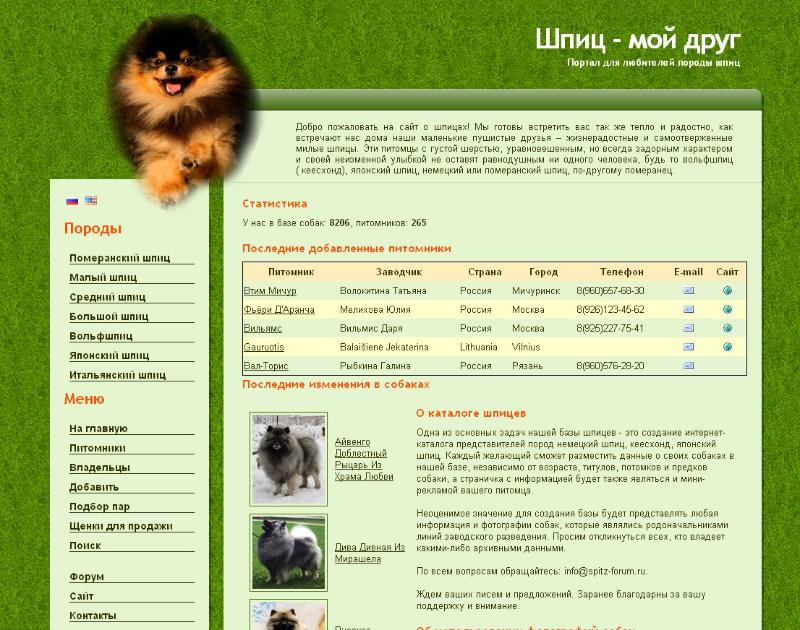 Шпиц - мой друг
Портал для любителей породы шпиц
Добро пожаловать на сайт о шпицах! Мы готовы встретить вас так же тепло и радостно, как
встречают нас дома наши маленькие пушистые друзья – жизнерадостные и самоотверженные
милые шпицы. Эти питомцы с густой шерстью, уравновешенным, но всегда задорным характером
и своей неизменной улыбкой не оставят равнодушным ни одного человека, будь то вольфшпиц
( кеесхонд), японский шпиц, немецкий или померанский шпиц, по-другому померанец.
Породы
Померанский шпиц
Малый шпиц
Средний шпиц
Большой шпиц
Вольфшпиц
Японский шпиц
Итальянский шпиц
Меню
На главную
Питомники
Владельцы
Добавить
Подбор пар
Щенки для продажи
Поиск
Форум
Сайт
Контакты
Статистика
У нас в базе собак: 8206, питомников: 265
Последние добавленные питомники
Питомник Заводчик Страна Город Телефон E-mail Сайт
Втим Мичур Волокитина Татьяна Россия Мичуринск 8(960)657-68-30
Фьёри Д'Аранча Мелихова Юлия Россия Москва 8(926)123-45-62
Вильямс Вильмис Даря Россия Москва 8(925)227-75-41
Gauruotis Balaišiene Jekaterina Lithuania Vilnius
Вал-Торис Рыбкина Галина Россия Рязань 8(960)576-28-20
Последние изменения в собаках
Айвенго
Доблестный
Рыцарь Из
Храма Любви
Дива Дивная Из
Мирашела
О каталоге шпицев
Одна из основных задач нашей базы шпицев - это создание интернет-
каталога представителей пород немецкий шпиц, кеесхонд, японский
шпиц. Каждый желающий сможет разместить данные о своих собаках в
нашей базе, независимо от возраста, титулов, потомков и предков
собаки, а страничка с информацией будет также являться и мини-
рекламой вашего питомца.
Неоценимое значение для создания базы будет представлять любая
информация и фотографии собак, которые являлись родоначальниками
линий заводского разведения. Просим откликнуться всех, кто владеет
какими-либо архивными данными.
По всем вопросам обращайтесь: info@spitz-forum.ru.
Ждем ваших писем и предложений. Заранее благодарны за вашу
поддержку и внимание.